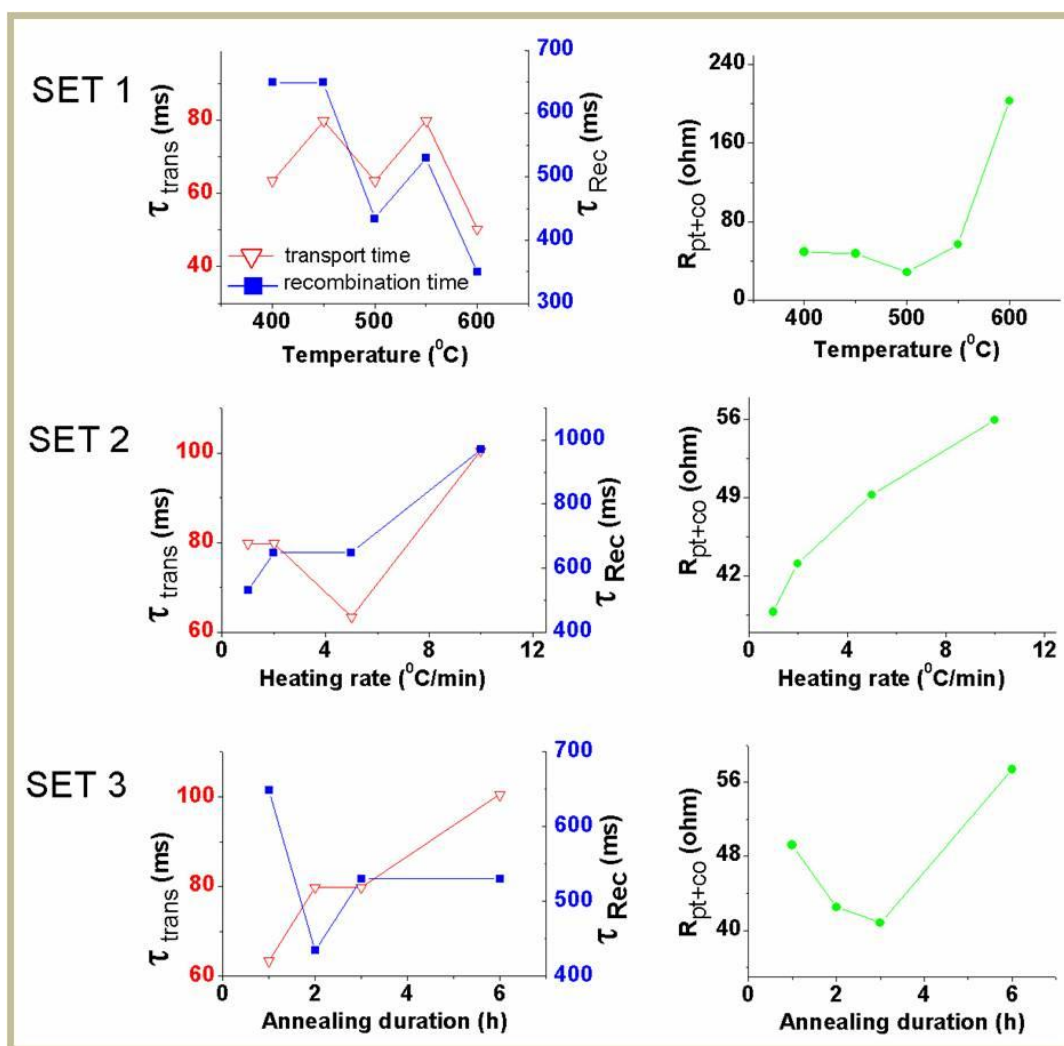 SET 1
τ trans (ms)
80
60
40
700
600
500
400
300
τ Rec (ms)
transport time
recombination time
400 500 600
Temperature (⁰C)
R pt+co (ohm)
240
160
80
0
400 500 600
Temperature (⁰C)
SET 2
τ trans (ms)
100
80
60
1000
800
600
400
τ Rec (ms)
0 4 8 12
Heating rate (⁰C/min)
R pt+co (ohm)
56
49
42
0 4 8 12
Heating rate (⁰C/min)
SET 3
τ trans (ms)
100
80
60
700
600
500
400
τ Rec (ms)
0 2 4 6
Annealing duration (h)
R pt+co (ohm)
56
48
40
0 2 4 6
Annealing duration (h)